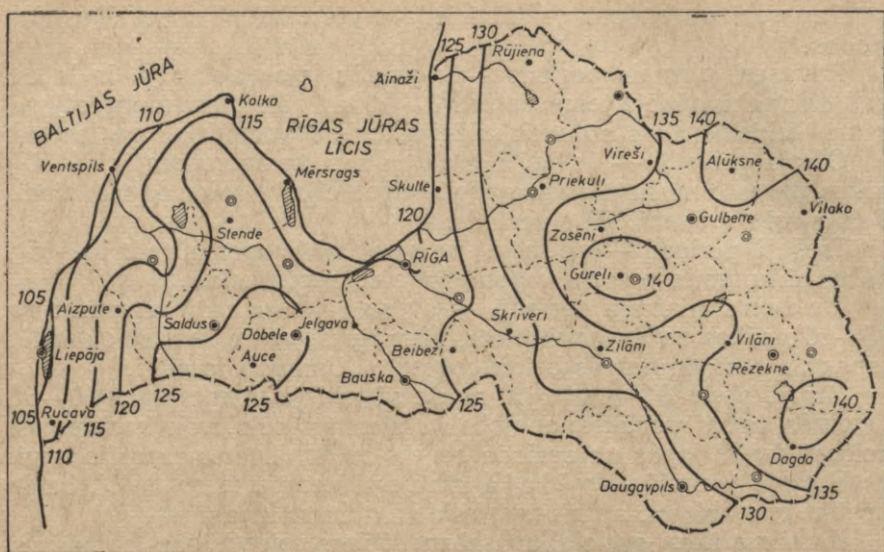 125 130
Rūjiena
Ainaži
BALTIJAS JŪRA
Kolka
110
115
RĪGAS JŪRAS
LĪCIS
135 140
Vireši
Alūksne
140
Ventspils
Mērsrags
Skulte
Priekuļi
Viļaka
Stende
120
Zosēni
Gulbene
RĪGA
Gureļi
140
105
Aizpute
Saldus
Dobele
Jelgava
Skrīveri
Liepāja
Auce
Beibeži
Zīlāni
Viļāni
Rēzekne
Bauska
105
Rucava
120
125
125
125
140
115
110
Dagda
Daugavpils
135
130